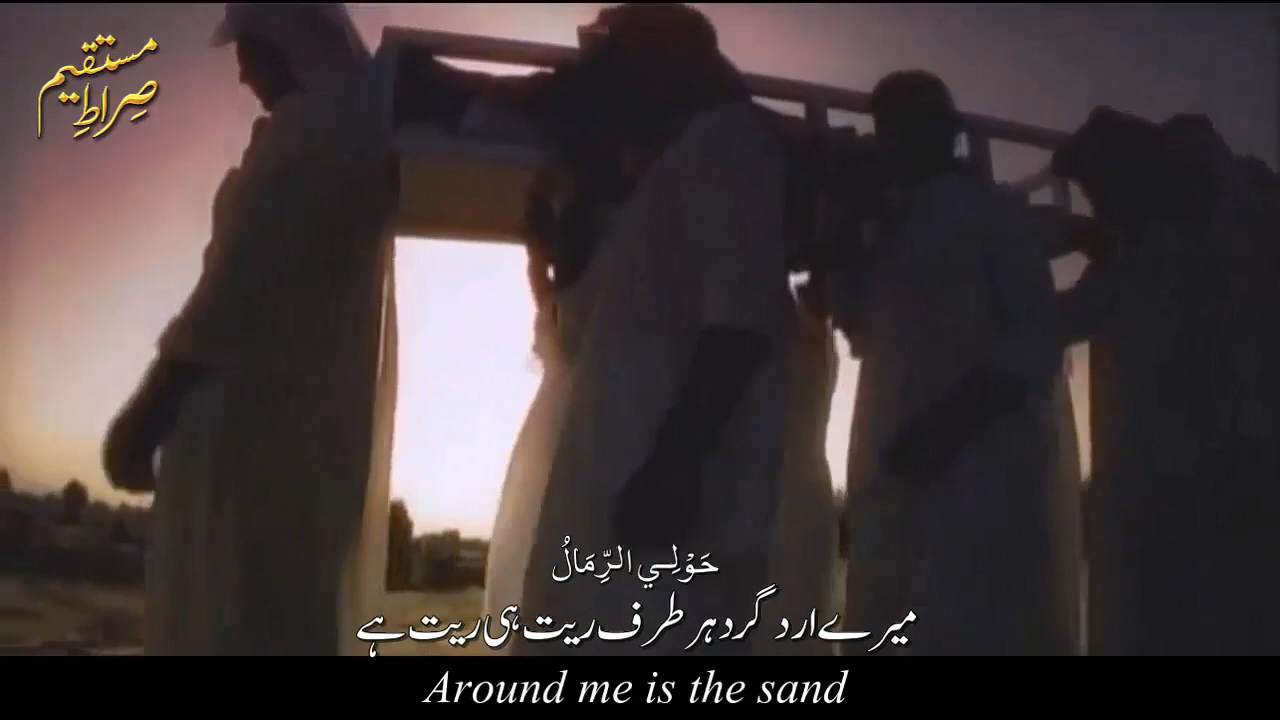 صِراطِ مستقیم
حَوْلِي الرِّمَالُ
میرے ارد گرد ہر طرف ریت ہی ریت ہے
Around me is the sand